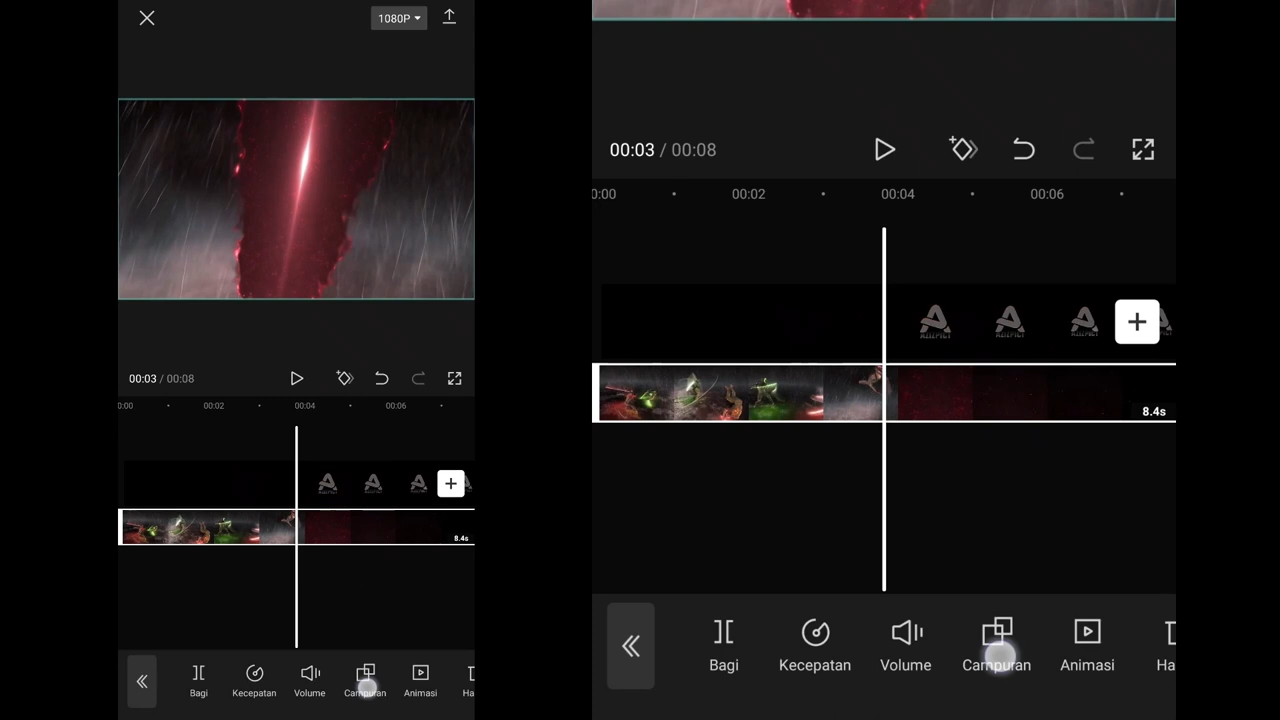 1080P
00:03 / 00:08
0:00 00:02 00:04 00:06
8.4s
Bagi Kecepatan Volume Campuran Animasi Ha
00:03 / 00:08
0:00 00:02 00:04 00:06
8.4s
Bagi Kecepatan Volume Campuran Animasi Ha